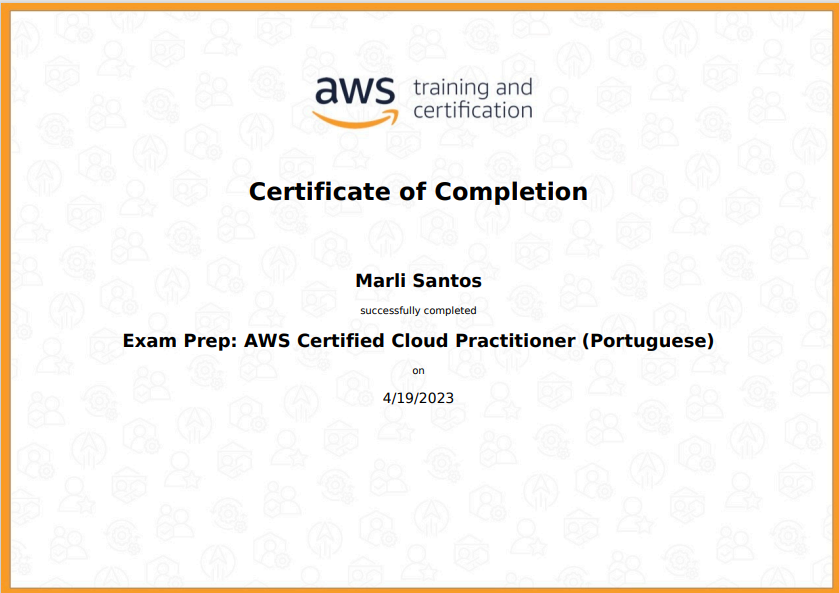 aws training and
certification
Certificate of Completion
Marli Santos
successfully completed
Exam Prep: AWS Certified Cloud Practitioner (Portuguese)
on
4/19/2023